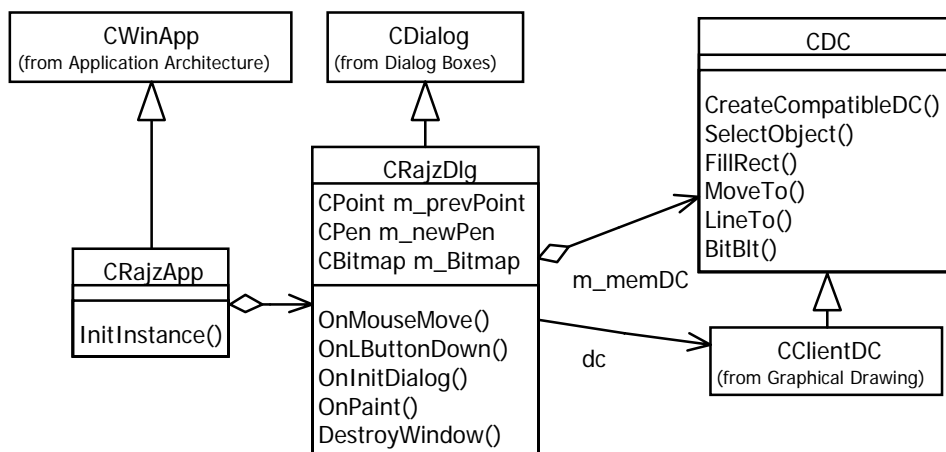 CWinApp
(from Application Architecture)
CDialog
(from Dialog Boxes)
CDC
CreateCompatibleDC()
SelectObject()
FillRect()
MoveTo()
LineTo()
BitBlt()
CRajzDlg
CPoint m_prevPoint
CPen m_newPen
CBitmap m_Bitmap
OnMouseMove()
OnLButtonDown()
OnInitDialog()
OnPaint()
DestroyWindow()
CRajzApp
InitInstance()
m_memDC
dc
CClientDC
(from Graphical Drawing)